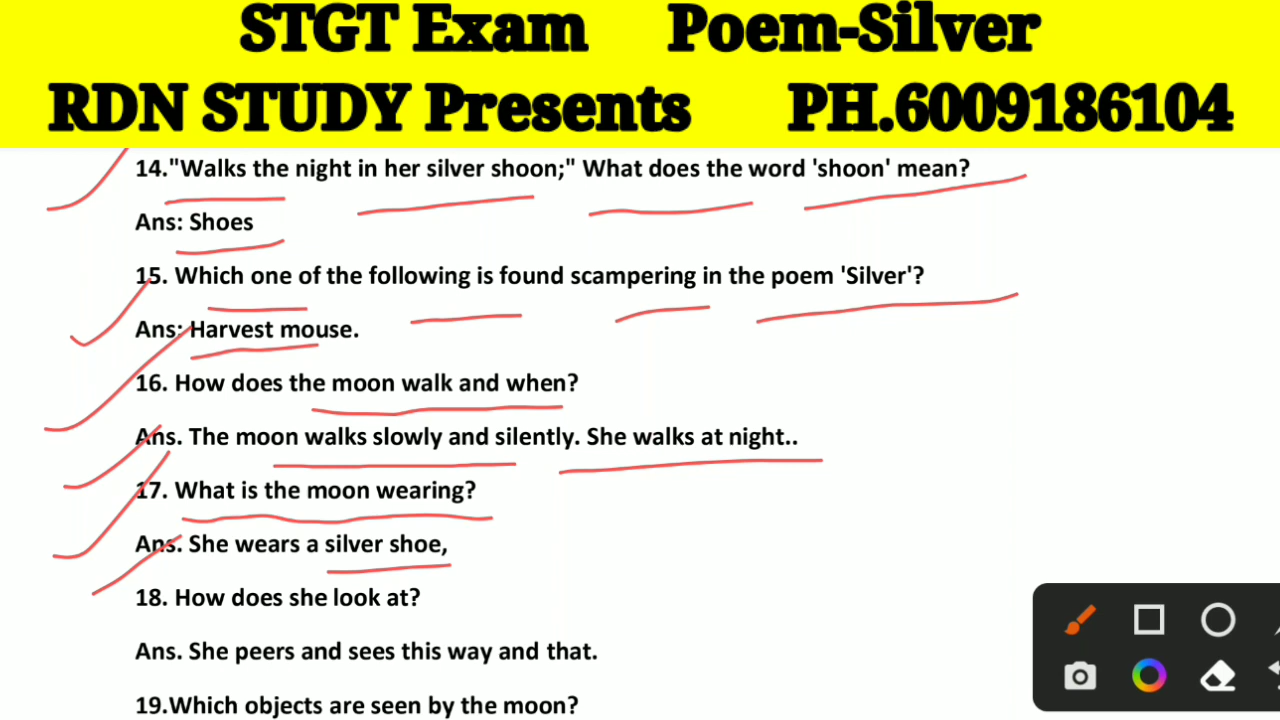 STGT Exam Poem-Silver
RDN STUDY Presents PH.6009186104
14."Walks the night in her silver shoon;" What does the word 'shoon' mean?
Ans: Shoes
15. Which one of the following is found scampering in the poem 'Silver'?
Ans: Harvest mouse.
16. How does the moon walk and when?
Ans. The moon walks slowly and silently. She walks at night..
17. What is the moon wearing?
Ans. She wears a silver shoe,
18. How does she look at?
Ans. She peers and sees this way and that.
19.Which objects are seen by the moon?